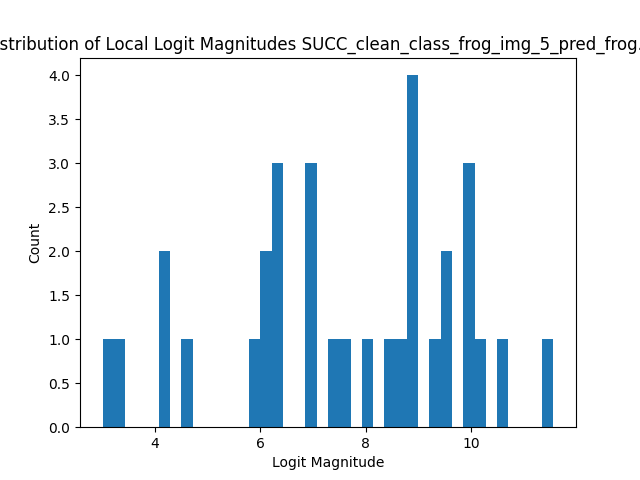 stribution of Local Logit Magnitudes SUCC_clean_class_frog_img_5_pred_frog.
4.0
3.5
3.0
2.5
2.0
1.5
1.0
0.5
0.0
Count
4 6 8 10
Logit Magnitude